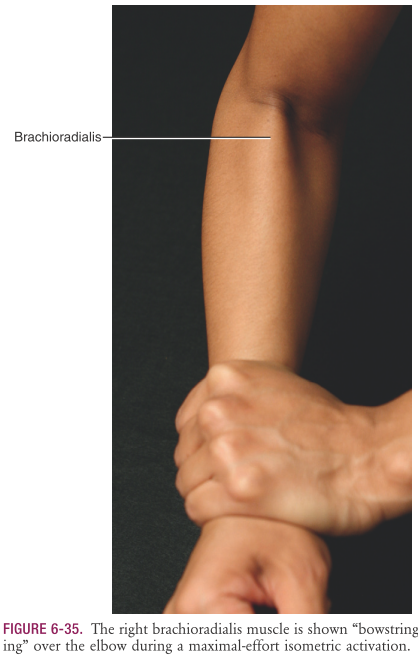 Brachioradialis
FIGURE 6-35. The right brachioradialis muscle is shown “bowstring
ing” over the elbow during a maximal-effort isometric activation.